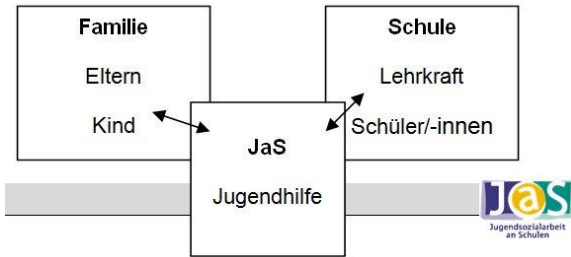 Familie
Eltern
Kind
Schule
Lehrkraft
Schüler/-innen
JaS
Jugendhilfe
JaS
Jugendsozialarbeit
an Schulen